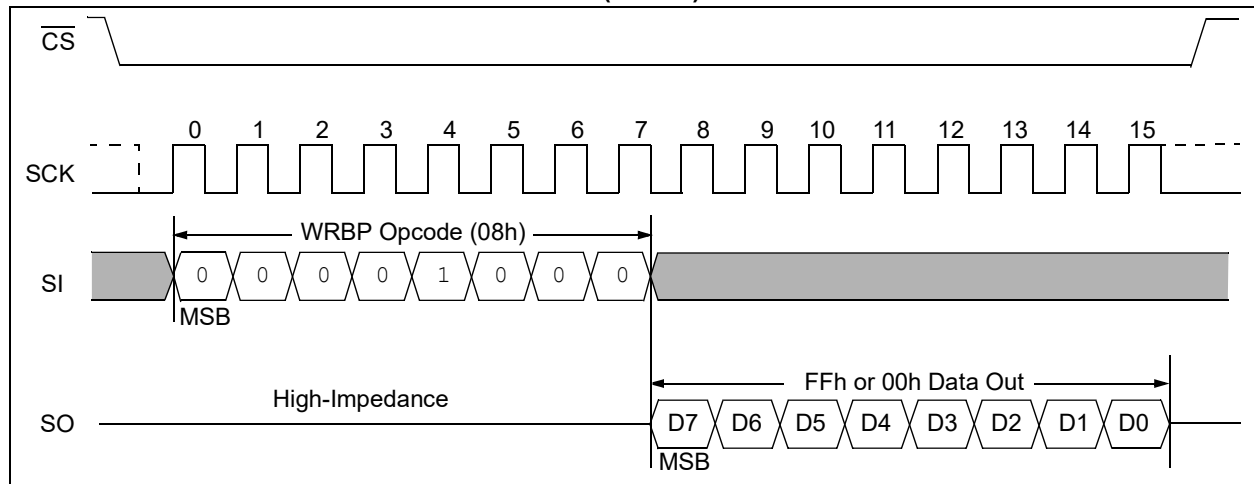 CS
0 1 2 3 4 5 6 7 8 9 10 11 12 13 14 15
SCK
WRBP Opcode (08h)
SI 0 0 0 0 1 0 0 0
MSB
FFh or 00h Data Out
High-Impedance
SO D7 D6 D5 D4 D3 D2 D1 D0
MSB